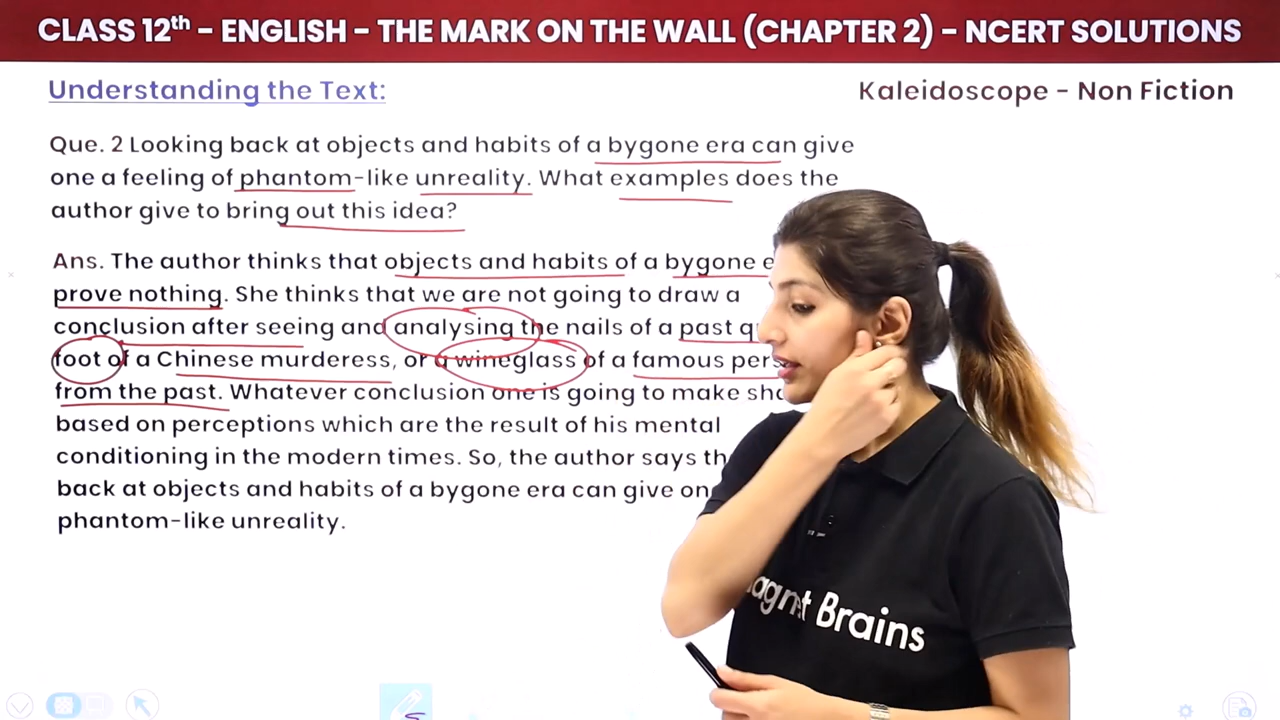 CLASS 12th – ENGLISH – THE MARK ON THE WALL (CHAPTER 2) – NCERT SOLUTIONS
Understanding the Text:
Kaleidoscope - Non Fiction
Que. 2 Looking back at objects and habits of a bygone era can give
one a feeling of phantom-like unreality. What examples does the
author give to bring out this idea?
Ans. The author thinks that objects and habits of a bygone
prove nothing. She thinks that we are not going to draw a
conclusion after seeing and analysing the nails of a past
foot of a Chinese murderess, or a wineglass of a famous
from the past. Whatever conclusion one is going to make
based on perceptions which are the result of his mental
conditioning in the modern times. So, the author says
back at objects and habits of a bygone era can give
phantom-like unreality.
Brains